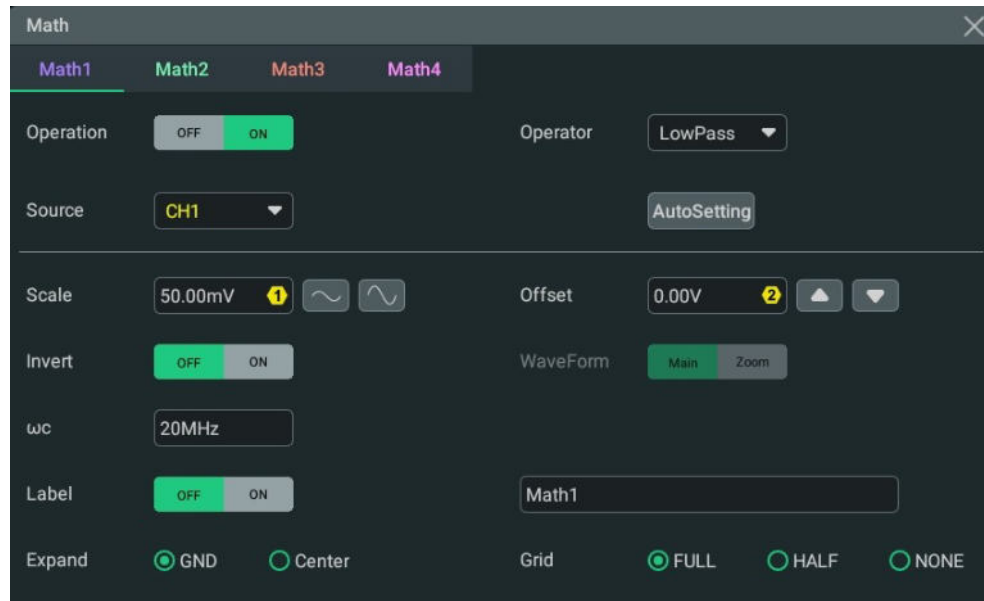 Math
Math1 Math2 Math3 Math4
Operation OFF ON Operator LowPass
Source CH1 AutoSetting
Scale 50.00mV 1 Offset 0.00V 2
Invert OFF ON WaveForm Main Zoom
ωc 20MHz
Label OFF ON Math1
Expand GND Center Grid FULL HALF NONE